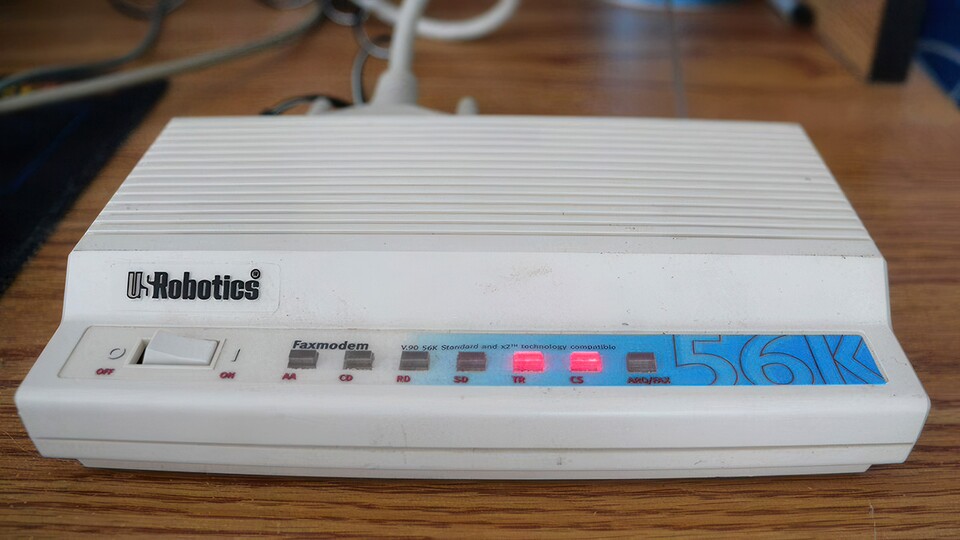 USRobotics
Faxmodem
V.90 56K Standard and x2™ technology compatible
56K
OFF
ON
AA
CD
RD
SD
TR
CS
ARQ/FAX